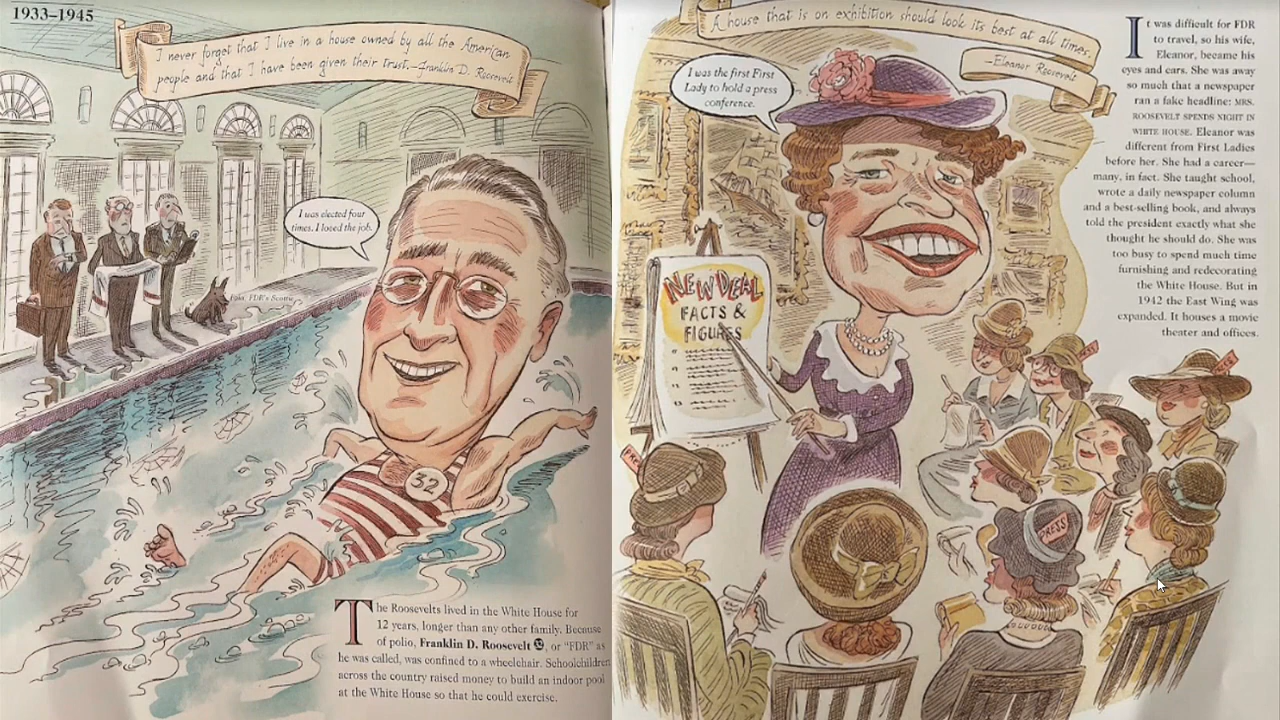 1933–1945
I never forget that I live in a house owned by all the American
people and that I have been given their trust.—Franklin D. Roosevelt
I was elected four
times. I loved the job.
Fala, FDR's Scottie
32
The Roosevelts lived in the White House for
12 years, longer than any other family. Because
of polio, Franklin D. Roosevelt 32, or “FDR” as
he was called, was confined to a wheelchair. Schoolchildren
across the country raised money to build an indoor pool
at the White House so that he could exercise.
A house that is on exhibition should look its best at all times.
—Eleanor Roosevelt
I was the first First
Lady to hold a press
conference.
NEW DEAL
FACTS &
FIGURES
PRESS
It was difficult for FDR
to travel, so his wife,
Eleanor, became his
eyes and ears. She was away
so much that a newspaper
ran a fake headline: MRS.
ROOSEVELT SPENDS NIGHT IN
WHITE HOUSE. Eleanor was
different from First Ladies
before her. She had a career—
many, in fact. She taught school,
wrote a daily newspaper column
and a best-selling book, and always
told the president exactly what she
thought he should do. She was
too busy to spend much time
furnishing and redecorating
the White House. But in
1942 the East Wing was
expanded. It houses a movie
theater and offices.